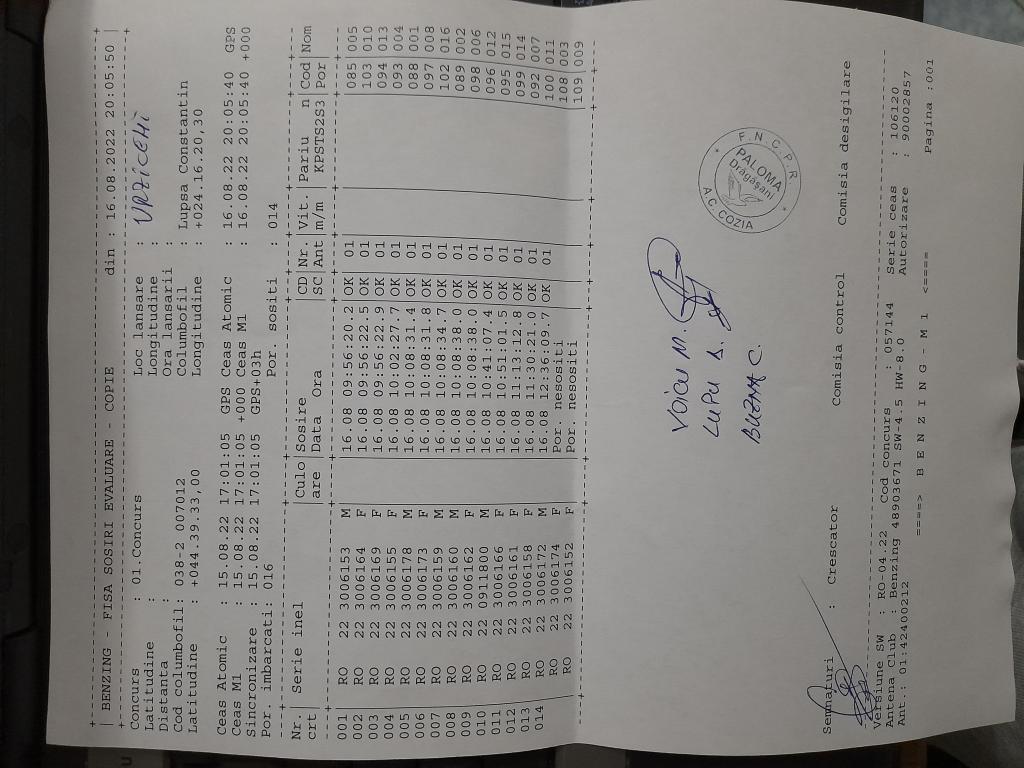 | BENZING - FISA SOSIRI EVALUARE - COPIE din : 16.08.2022 20:05:50 |
Concurs : 01.Concurs Loc lansare : URZICENI
Latitudine : Longitudine :
Distanta : Ora lansarii :
Cod columbofil: 038-2 007012 Columbofil : Lupsa Constantin
Latitudine : +044.39.33,00 Longitudine : +024.16.20,30
Ceas Atomic : 15.08.22 17:01:05 GPS Ceas Atomic : 16.08.22 20:05:40 GPS
Ceas M1 : 15.08.22 17:01:05 +000 Ceas M1 : 16.08.22 20:05:40 +000
Sincronizare : 15.08.22 17:01:05 GPS+03h
Por. imbarcati: 016 Por. sositi : 014
Nr. | Serie inel | Culo | Sosire | CD | Nr | Vit. | Pariu n | Cod | Nom
crt | are | Data Ora | SC | Ant | m/m | KPSTS2S3 | Por
001 RO 22 3006153 M 16.08 09:56:20.2 OK 01 085 005
002 RO 22 3006164 F 16.08 09:56:22.5 OK 01 103 010
003 RO 22 3006169 F 16.08 09:56:22.9 OK 01 094 013
004 RO 22 3006155 F 16.08 10:02:27.7 OK 01 093 004
005 RO 22 3006178 M 16.08 10:08:31.4 OK 01 088 001
006 RO 22 3006173 F 16.08 10:08:31.8 OK 01 097 008
007 RO 22 3006159 M 16.08 10:08:34.7 OK 01 102 016
008 RO 22 3006160 M 16.08 10:08:38.0 OK 01 089 002
009 RO 22 3006162 F 16.08 10:08:38.0 OK 01 098 006
010 RO 22 0911800 M 16.08 10:41:07.4 OK 01 096 012
011 RO 22 3006166 F 16.08 10:51:01.5 OK 01 095 015
012 RO 22 3006161 F 16.08 11:13:12.8 OK 01 099 014
013 RO 22 3006158 F 16.08 11:30:21.0 OK 01 092 007
014 RO 22 3006172 M 16.08 12:36:09.7 OK 01 100 011
RO 22 3006174 F Por. neositi 108 003
RO 22 3006152 F Por. neositi 109 009
VOICU M.
LUPU D.
C.
F.N.C.P.R.
PALOMA
Drăgășani
A.C. COZIA
Semnaturi : Crescator Comisia control Comisia desigilare
Versiune SW : RO-04.22 Cod concurs : 057144 Serie ceas : 106120
Antena Club : Benzing 48903671 SW-4.5 HW-8.0 Autorizare : 90002857
Ant.: 01:42400212
====> B E N Z I N G - M 1 <==== Pagina :001